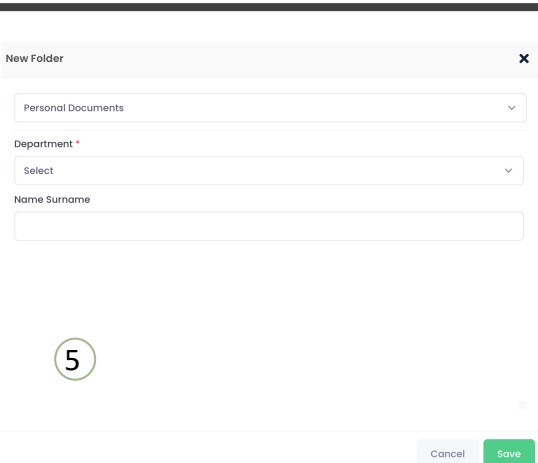 New Folder
Personal Documents
Department *
Select
Name Surname
5
Cancel Save